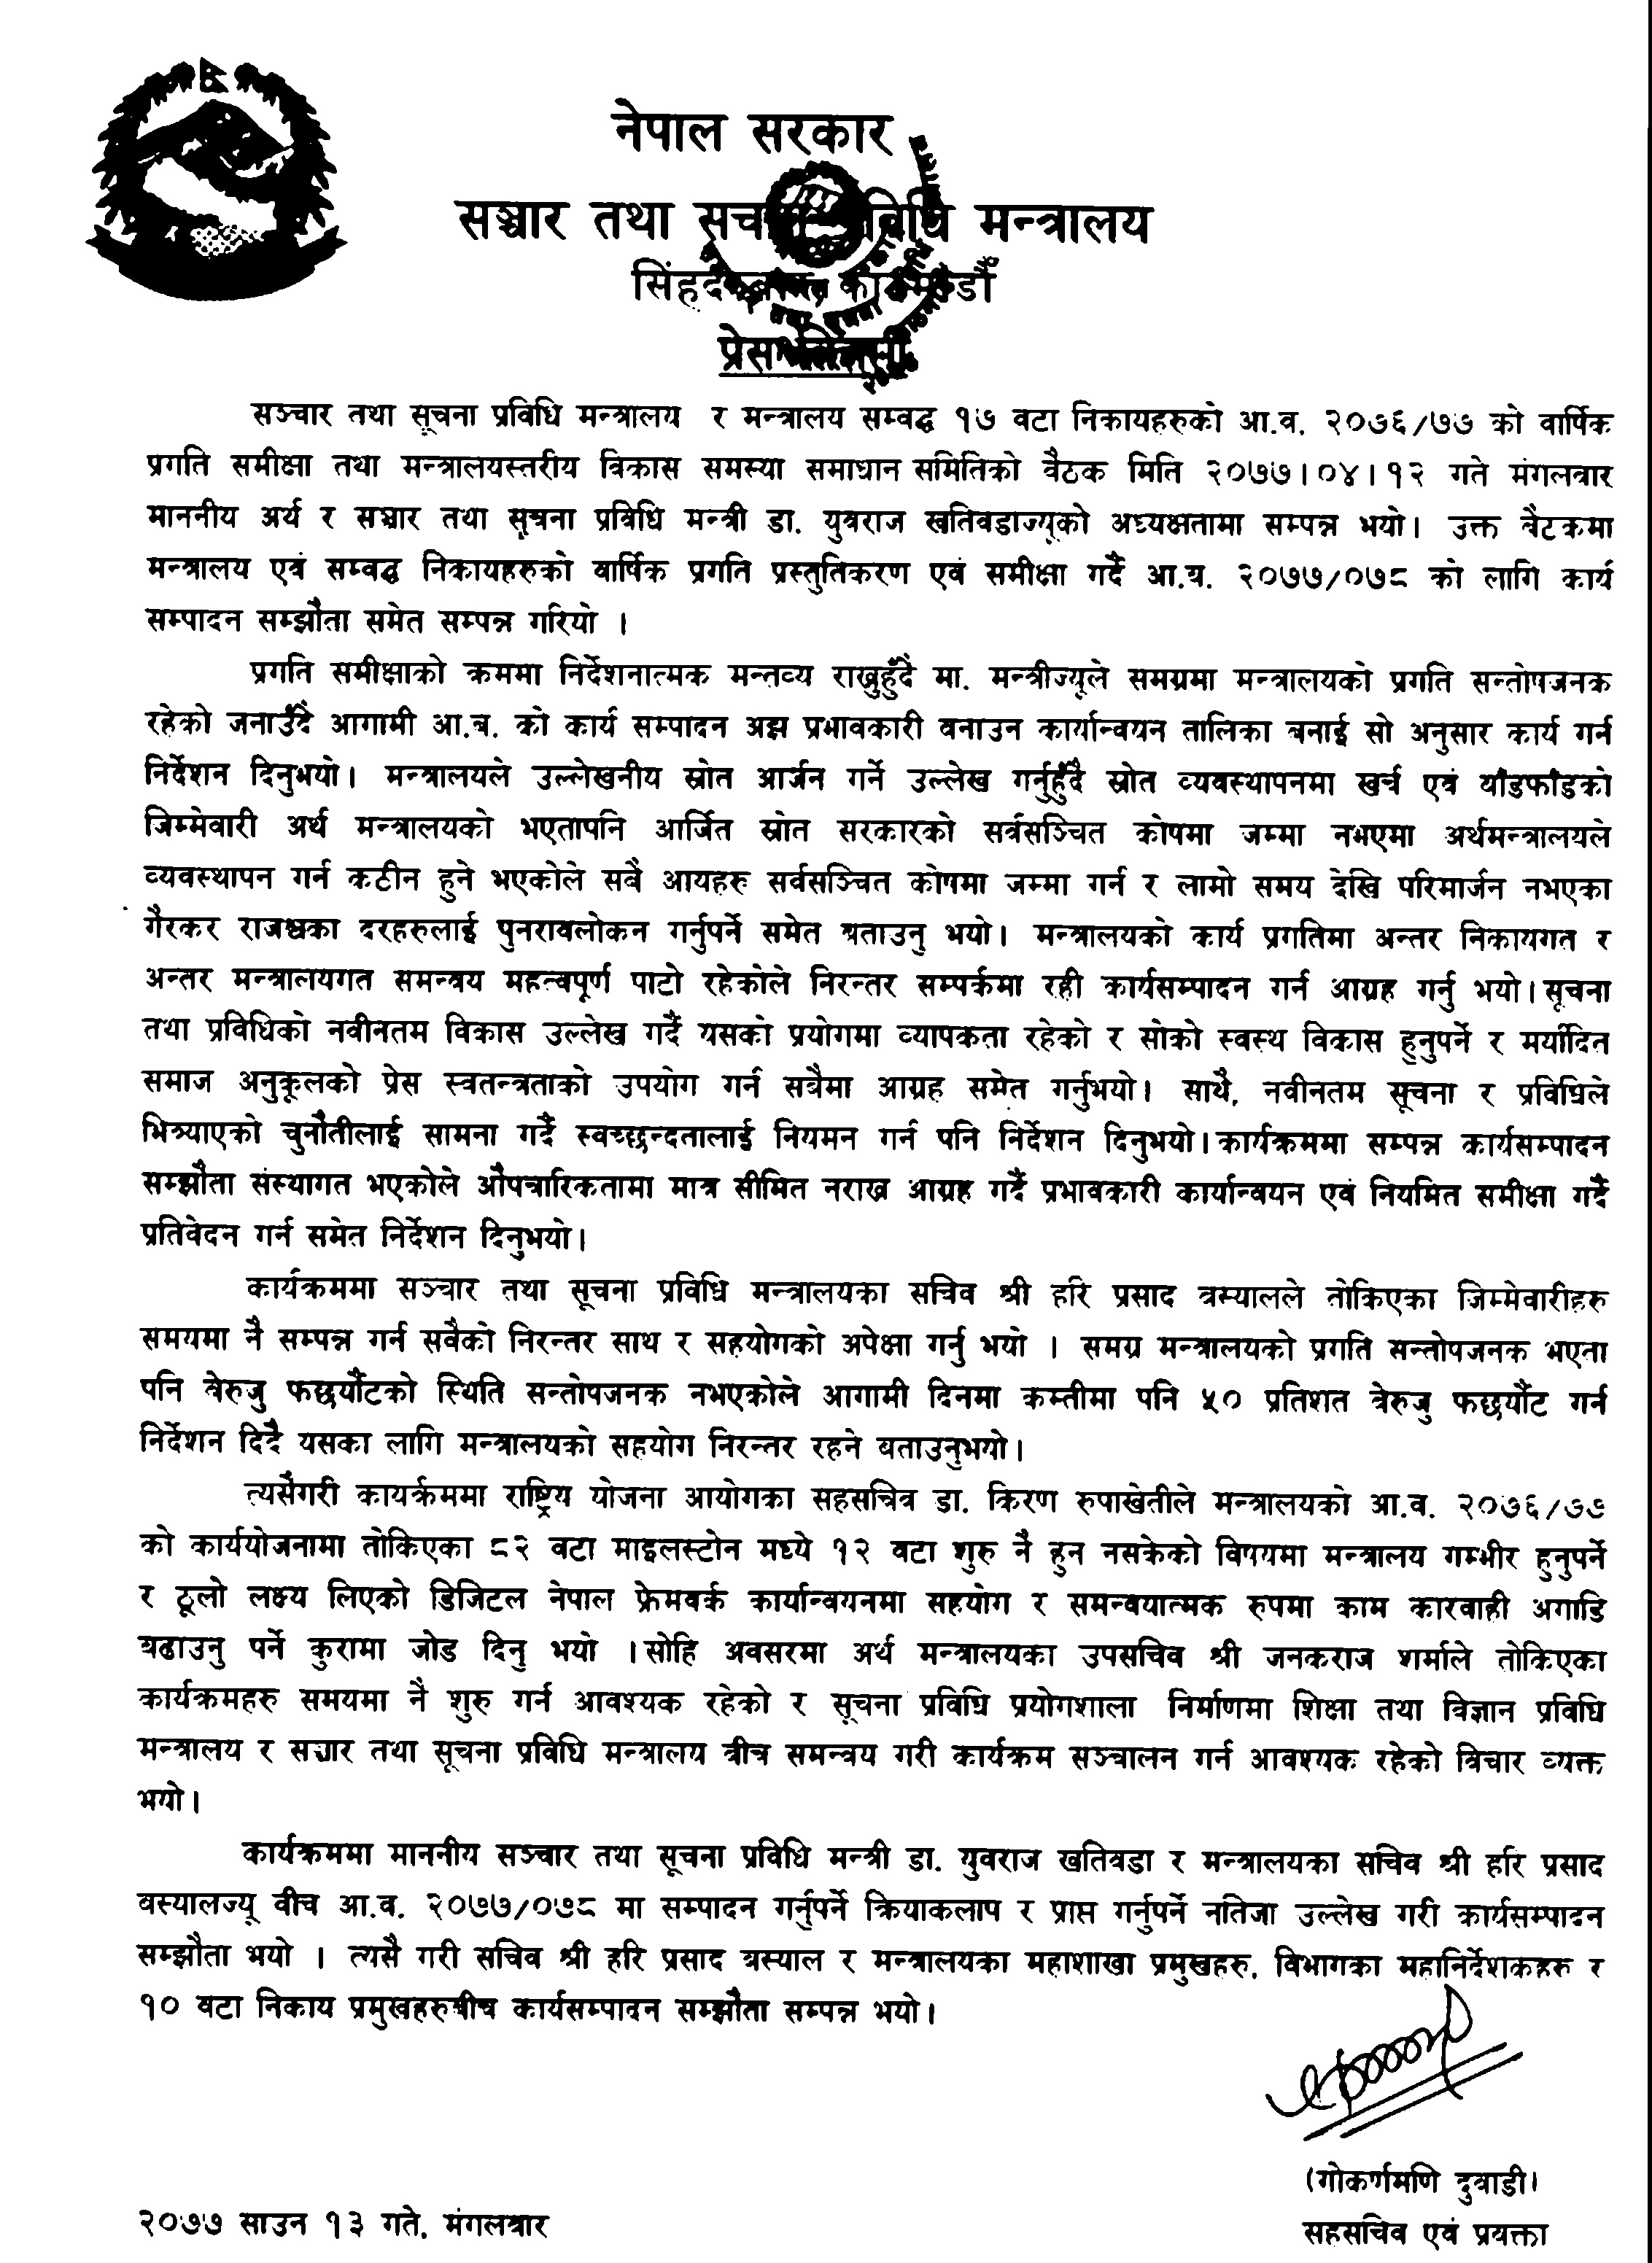 नेपाल सरकार
सञ्चार तथा सूचना प्रविधि मन्त्रालय
सिंहदरबार, काठमाडौँ
प्रेस विज्ञप्ती
सञ्चार तथा सूचना प्रविधि मन्त्रालय र मन्त्रालय सम्वद्ध १७ वटा निकायहरुको आ.व. २०७६/७७ को वार्षिक
प्रगति समीक्षा तथा मन्त्रालयस्तरीय विकास समस्या समाधान समितिको बैठक मिति २०७७।०४।१२ गते मंगलबार
माननीय अर्थ र सञ्चार तथा सूचना प्रविधि मन्त्री डा. युवराज खतिवडाज्यूको अध्यक्षतामा सम्पन्न भयो। उक्त बैठकमा
मन्त्रालय एवं सम्वद्ध निकायहरुको वार्षिक प्रगति प्रस्तुतिकरण एवं समीक्षा गर्दै आ.व. २०७७/०७८ को लागि कार्य
सम्पादन सम्झौता समेत सम्पन्न गरियो ।
प्रगति समीक्षाको क्रममा निर्देशनात्मक मन्तव्य राख्नुहुँदै मा. मन्त्रीज्यूले समग्रमा मन्त्रालयको प्रगति सन्तोषजनक
रहेको जनाउँदै आगामी आ.ब. को कार्य सम्पादन अझ प्रभावकारी वनाउन कार्यान्वयन तालिका बनाई सो अनुसार कार्य गर्न
निर्देशन दिनुभयो। मन्त्रालयले उल्लेखनीय स्रोत आर्जन गर्ने उल्लेख गर्नुहुँदै स्रोत व्यवस्थापनमा खर्च एवं बाँडफाँडको
जिम्मेवारी अर्थ मन्त्रालयको भएतापनि आर्जित स्रोत सरकारको सर्वसञ्चित कोषमा जम्मा नभएमा अर्थमन्त्रालयले
व्यवस्थापन गर्न कठीन हुने भएकोले सबै आयहरु सर्वसञ्चित कोषमा जम्मा गर्न र लामो समय देखि परिमार्जन नभएका
गैरकर राजश्वका दरहरुलाई पुनरावलोकन गर्नुपर्ने समेत बताउनु भयो। मन्त्रालयको कार्य प्रगतिमा अन्तर निकायगत र
अन्तर मन्त्रालयगत समन्वय महत्वपूर्ण पाटो रहेकोले निरन्तर सम्पर्कमा रही कार्यसम्पादन गर्न आग्रह गर्नु भयो। सूचना
तथा प्रविधिको नवीनतम विकास उल्लेख गर्दै यसको प्रयोगमा व्यापकता रहेको र सोको स्वस्थ विकास हुनुपर्ने र मर्यादित
समाज अनुकूलको प्रेस स्वतन्त्रताको उपयोग गर्न सबैमा आग्रह समेत गर्नुभयो। साथै, नवीनतम सूचना र प्रविधिले
भित्र्याएको चुनौतीलाई सामना गर्दै स्वच्छन्दतालाई नियमन गर्न पनि निर्देशन दिनुभयो। कार्यक्रममा सम्पन्न कार्यसम्पादन
सम्झौता संस्थागत भएकोले औपचारिकतामा मात्र सीमित नराख्न आग्रह गर्दै प्रभावकारी कार्यान्वयन एवं नियमित समीक्षा गर्दै
प्रतिवेदन गर्न समेत निर्देशन दिनुभयो।
कार्यक्रममा सञ्चार तथा सूचना प्रविधि मन्त्रालयका सचिव श्री हरि प्रसाद बस्यालले तोकिएका जिम्मेवारीहरु
समयमा नै सम्पन्न गर्न सवैको निरन्तर साथ र सहयोगको अपेक्षा गर्नु भयो । समग्र मन्त्रालयको प्रगति सन्तोषजनक भएता
पनि बेरुजु फछर्यौटको स्थिति सन्तोषजनक नभएकोले आगामी दिनमा कम्तीमा पनि ५० प्रतिशत बेरुजु फछर्यौट गर्न
निर्देशन दिदै यसका लागि मन्त्रालयको सहयोग निरन्तर रहने बताउनुभयो।
त्यसैगरी कायर्क्रममा राष्ट्रिय योजना आयोगका सहसचिव डा. किरण रुपाखेतीले मन्त्रालयको आ.व. २०७६/७७
को कार्ययोजनामा तोकिएका ८२ वटा माइलस्टोन मध्ये १२ वटा शुरु नै हुन नसकेको विषयमा मन्त्रालय गम्भीर हुनुपर्ने
र ठूलो लक्ष्य लिएको डिजिटल नेपाल फ्रेमवर्क कार्यान्वयनमा सहयोग र समन्वयात्मक रुपमा काम कारवाही अगाडि
बढाउनु पर्ने कुरामा जोड दिनु भयो । सोहि अवसरमा अर्थ मन्त्रालयका उपसचिव श्री जनकराज शर्माले तोकिएका
कार्यक्रमहरु समयमा नै शुरु गर्न आवश्यक रहेको र सूचना प्रविधि प्रयोगशाला निर्माणमा शिक्षा तथा विज्ञान प्रविधि
मन्त्रालय र सञ्चार तथा सूचना प्रविधि मन्त्रालय बीच समन्वय गरी कार्यक्रम सञ्चालन गर्न आवश्यक रहेको विचार व्यक्त
भयो।
कार्यक्रममा माननीय सञ्चार तथा सूचना प्रविधि मन्त्री डा. युवराज खतिवडा र मन्त्रालयका सचिव श्री हरि प्रसाद
वस्यालज्यू वीच आ.व. २०७७/०७८ मा सम्पादन गर्नुपर्ने क्रियाकलाप र प्राप्त गर्नुपर्ने नतिजा उल्लेख गरी कार्यसम्पादन
सम्झौता भयो । त्यसै गरी सचिव श्री हरि प्रसाद बस्याल र मन्त्रालयका महाशाखा प्रमुखहरु, विभागका महानिर्देशकहरु र
१० वटा निकाय प्रमुखहरुबीच कार्यसम्पादन सम्झौता सम्पन्न भयो।
(गोकर्णमणि दुवाडी)
२०७७ साउन १३ गते, मंगलबार
सहसचिव एवं प्रवक्ता